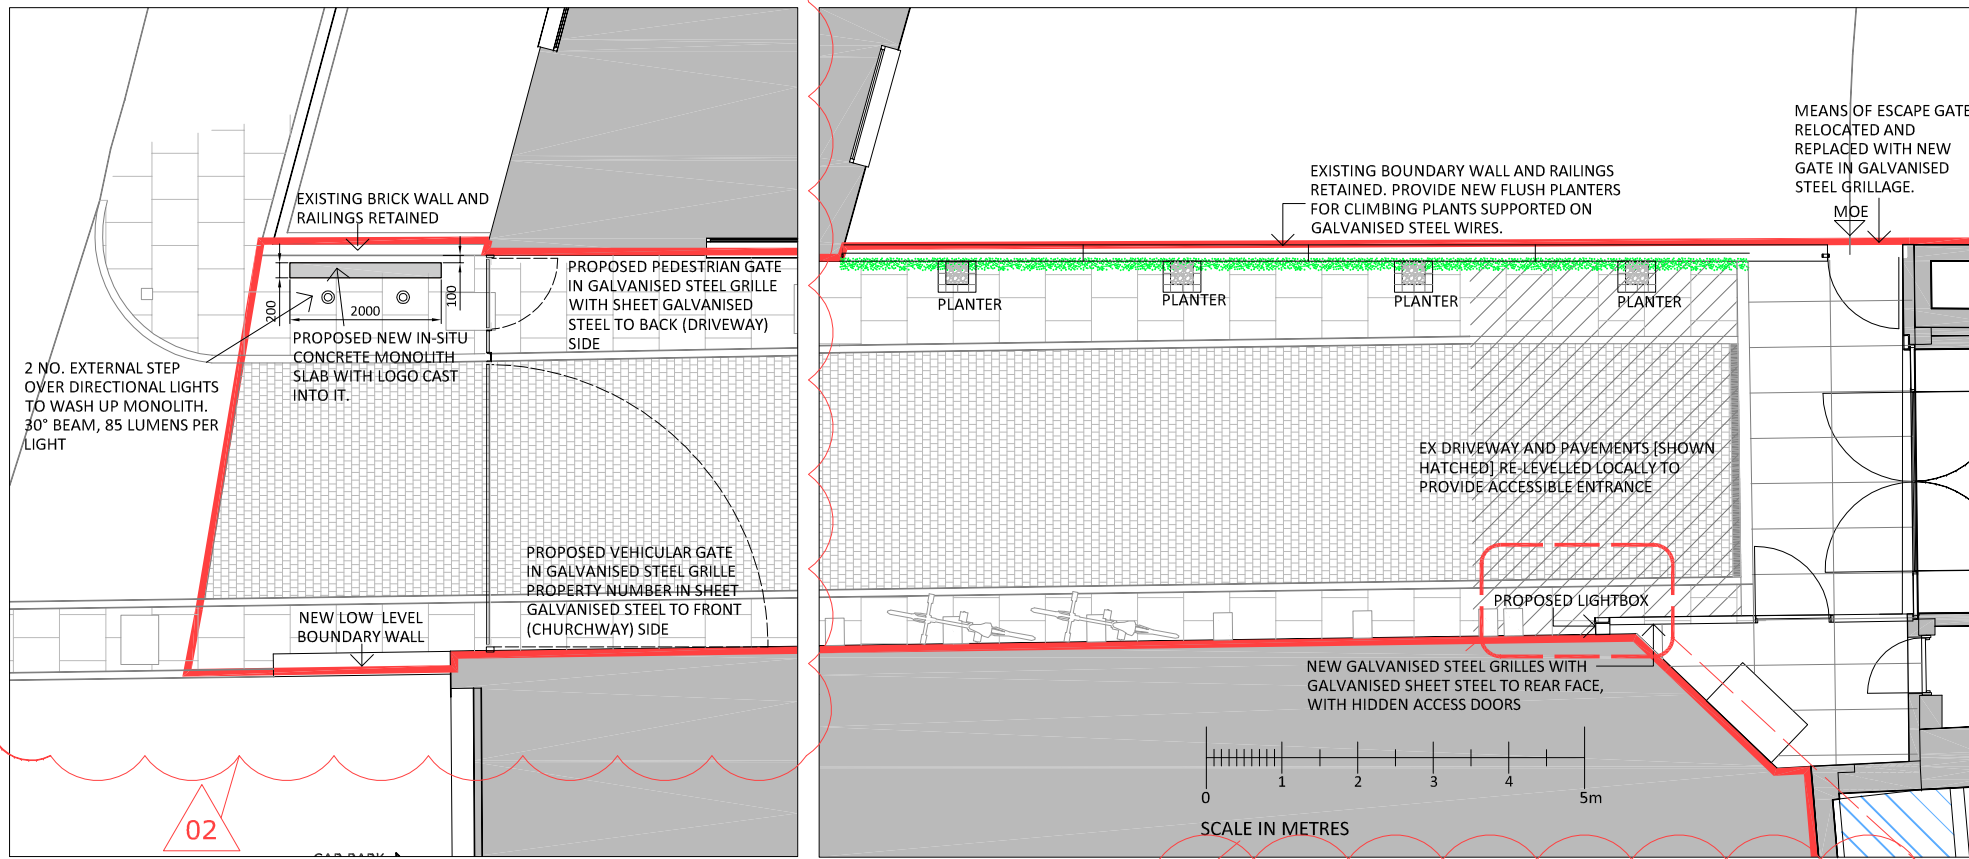 EXISTING BRICK WALL AND
RAILINGS RETAINED
PROPOSED PEDESTRIAN GATE
IN GALVANISED STEEL GRILLE
WITH SHEET GALVANISED
STEEL TO BACK (DRIVEWAY)
SIDE
200
2000
100
PROPOSED NEW IN-SITU
CONCRETE MONOLITH
SLAB WITH LOGO CAST
INTO IT.
2 NO. EXTERNAL STEP
OVER DIRECTIONAL LIGHTS
TO WASH UP MONOLITH.
30° BEAM, 85 LUMENS PER
LIGHT
PROPOSED VEHICULAR GATE
IN GALVANISED STEEL GRILLE
PROPERTY NUMBER IN SHEET
GALVANISED STEEL TO FRONT
(CHURCHWAY) SIDE
NEW LOW LEVEL
BOUNDARY WALL
02
EXISTING BOUNDARY WALL AND RAILINGS
RETAINED. PROVIDE NEW FLUSH PLANTERS
FOR CLIMBING PLANTS SUPPORTED ON
GALVANISED STEEL WIRES.
MEANS OF ESCAPE GATE
RELOCATED AND
REPLACED WITH NEW
GATE IN GALVANISED
STEEL GRILLAGE.
MOE
PLANTER
PLANTER
PLANTER
PLANTER
EX DRIVEWAY AND PAVEMENTS [SHOWN
HATCHED] RE-LEVELLED LOCALLY TO
PROVIDE ACCESSIBLE ENTRANCE
PROPOSED LIGHTBOX
NEW GALVANISED STEEL GRILLES WITH
GALVANISED SHEET STEEL TO REAR FACE,
WITH HIDDEN ACCESS DOORS
0 1 2 3 4 5m
SCALE IN METRES